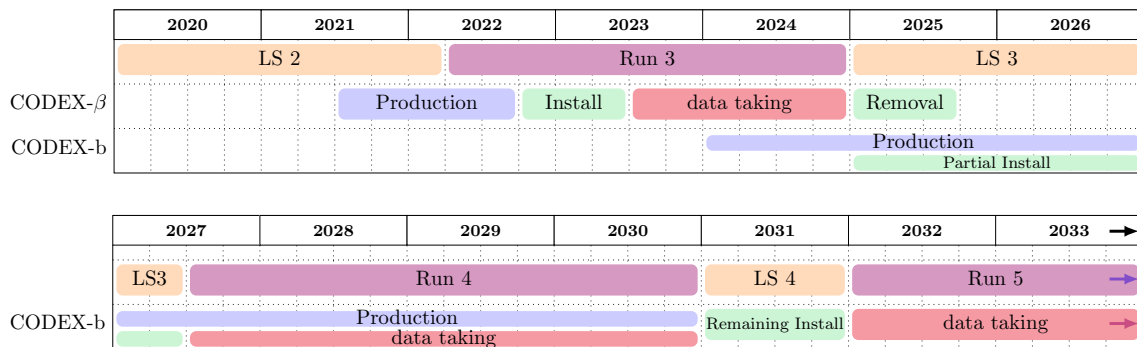 2020 2021 2022 2023 2024 2025 2026
LS 2 Run 3 LS 3
CODEX-β Production Install data taking Removal
CODEX-b Production
Partial Install
2027 2028 2029 2030 2031 2032 2033
LS3 Run 4 LS 4 Run 5
CODEX-b Production Remaining Install data taking
data taking